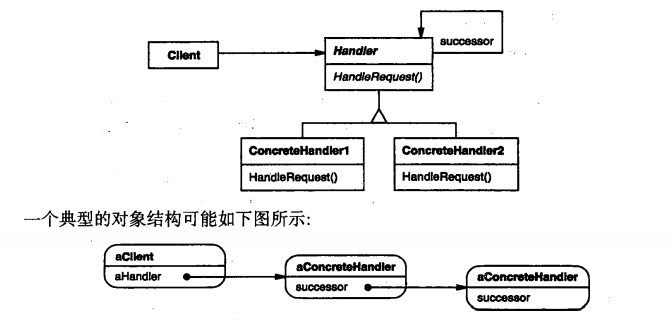 Client
Handler
successor
HandleRequest()
ConcreteHandler1
ConcreteHandler2
HandleRequest()
HandleRequest()
一个典型的对象结构可能如下图所示:
aClient
aHandler
aConcreteHandler
successor
aConcreteHandler
successor